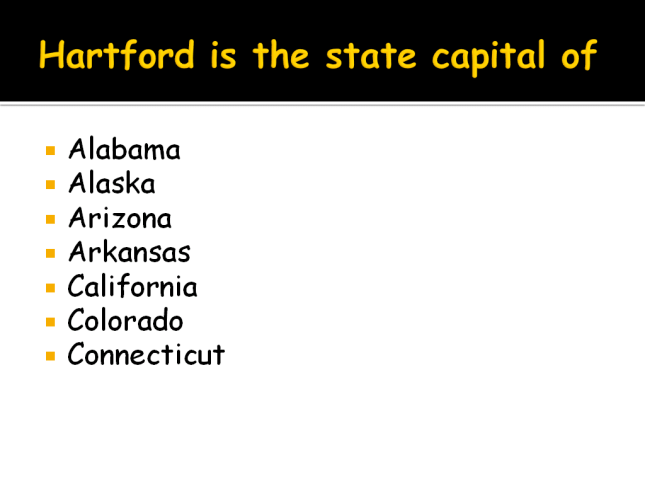 Hartford is the state capital of
Alabama
Alaska
Arizona
Arkansas
California
Colorado
Connecticut